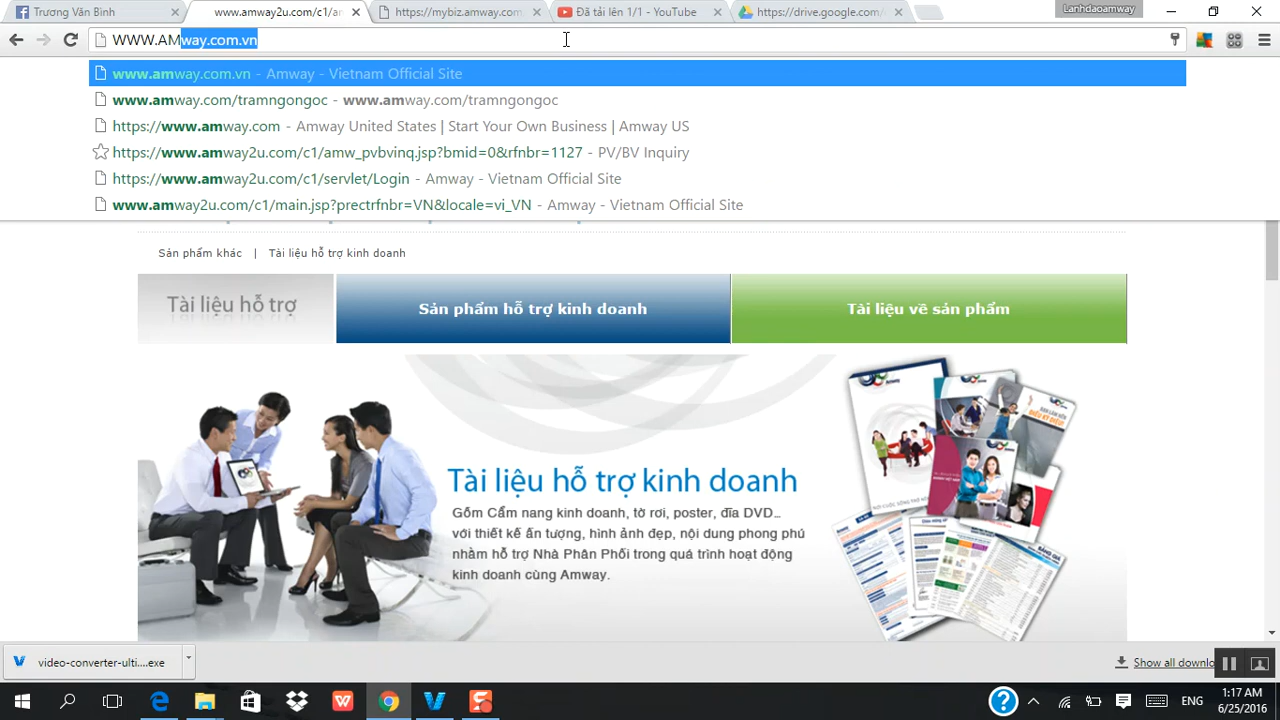 Trương Văn Bình
www.amway2u.com/c1/ar
https://mybiz.amway.com
Đã tải lên 1/1 - YouTube
https://drive.google.com/
Lanhdaoamway
WWW.AMway.com.vn
www.amway.com.vn - Amway - Vietnam Official Site
www.amway.com/tramngongoc - www.amway.com/tramngongoc
https://www.amway.com - Amway United States | Start Your Own Business | Amway US
https://www.amway2u.com/c1/amw_pvbvinq.jsp?bmid=0&rfnbr=1127 - PV/BV Inquiry
https://www.amway2u.com/c1/servlet/Login - Amway - Vietnam Official Site
www.amway2u.com/c1/main.jsp?prectrfnbr=VN&locale=vi_VN - Amway - Vietnam Official Site
Sản phẩm khác | Tài liệu hỗ trợ kinh doanh
Tài liệu hỗ trợ
Sản phẩm hỗ trợ kinh doanh
Tài liệu về sản phẩm
Tài liệu hỗ trợ kinh doanh
Gồm Cẩm nang kinh doanh, tờ rơi, poster, đĩa DVD...
với thiết kế ấn tượng, hình ảnh đẹp, nội dung phong phú
nhằm hỗ trợ Nhà Phân Phối trong quá trình hoạt động
kinh doanh cùng Amway.
Amway
BẢNG GIÁ
video-converter-ulti....exe
Show all downlo
ENG
1:17 AM
6/25/2016